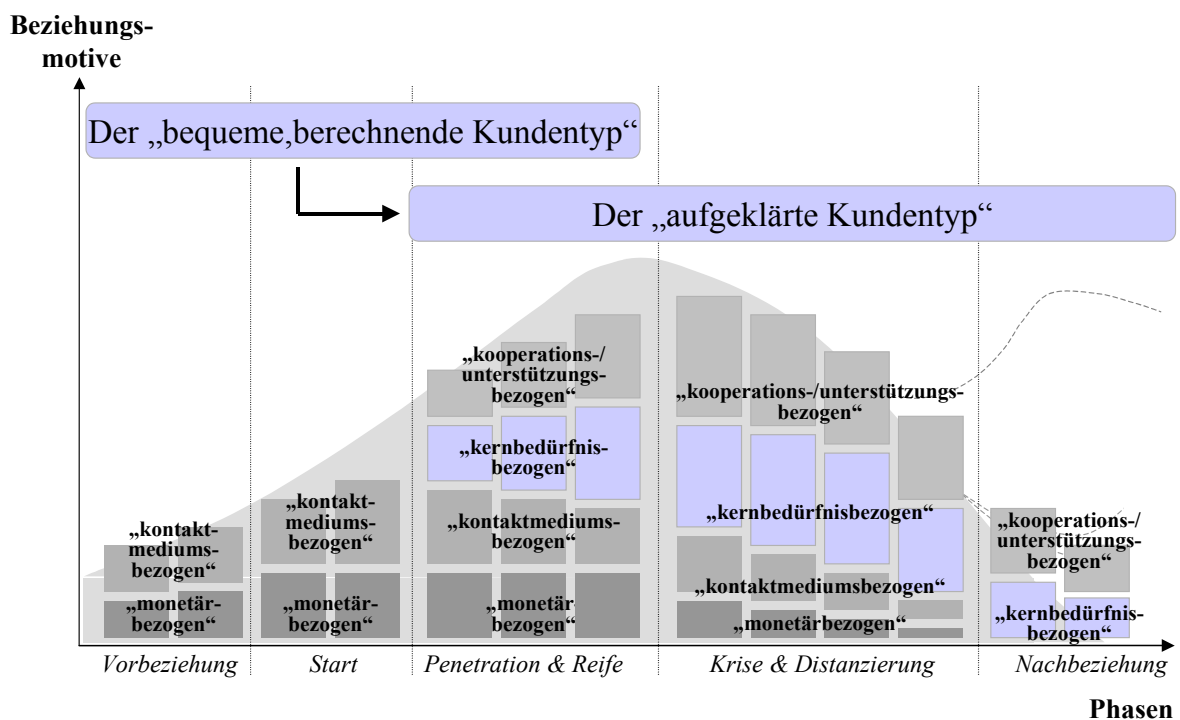 Beziehungs-
motive
Der „bequeme,berechnende Kundentyp“
Der „aufgeklärte Kundentyp“
„kontakt-
mediums-
bezogen“
„monetär-
bezogen“
„kontakt-
mediums-
bezogen“
„monetär-
bezogen“
„kooperations-/
unterstützungs-
bezogen“
„kernbedürfnis-
bezogen“
„kontaktmediums-
bezogen“
„monetär-
bezogen“
„kooperations-/unterstützungs-
bezogen“
„kernbedürfnisbezogen“
„kontaktmediumsbezogen“
„monetärbezogen“
„kooperations-/
unterstützungs-
bezogen“
„kernbedürfnis-
bezogen“
Vorbeziehung
Start
Penetration & Reife
Krise & Distanzierung
Nachbeziehung
Phasen